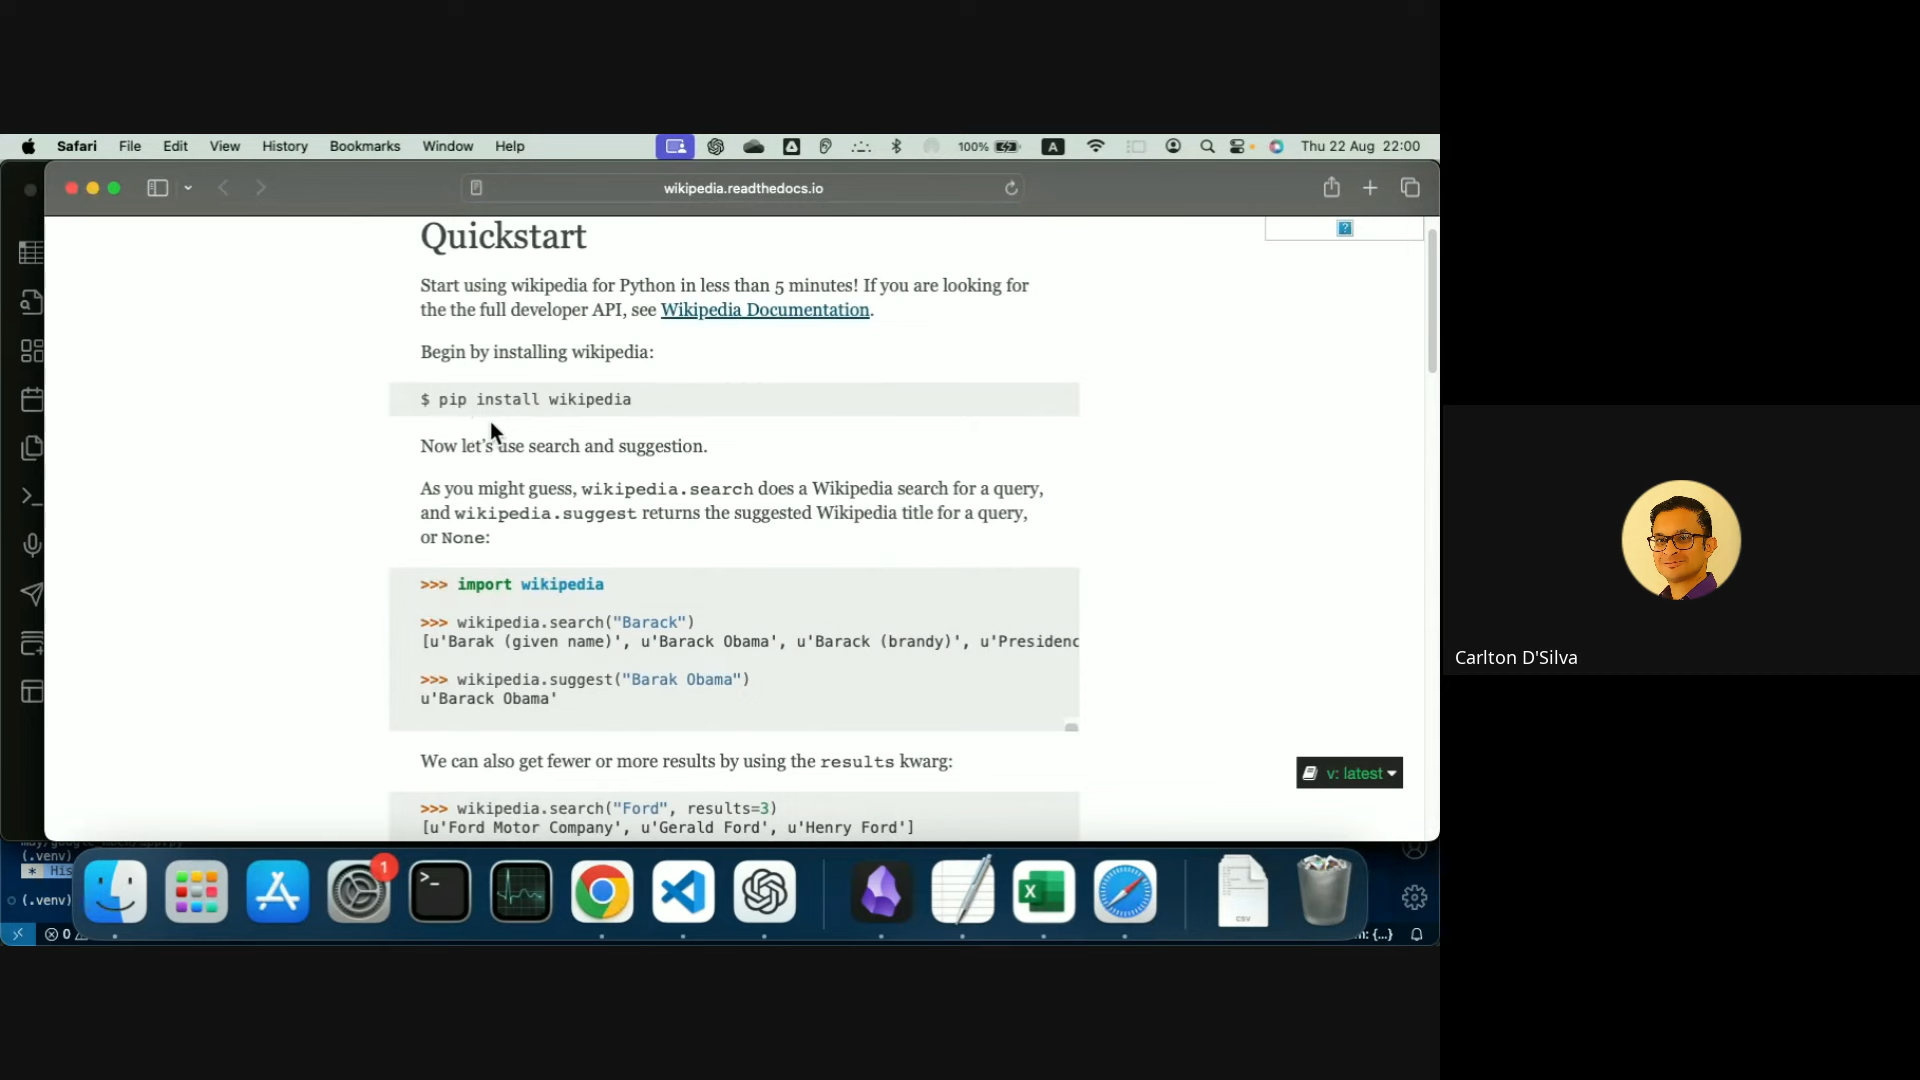 Safari File Edit View History Bookmarks Window Help 100% A Thu 22 Aug 22:00
wikipedia.readthedocs.io
Quickstart
Start using wikipedia for Python in less than 5 minutes! If you are looking for
the the full developer API, see Wikipedia Documentation.
Begin by installing wikipedia:
$ pip install wikipedia
Now let's use search and suggestion.
As you might guess, wikipedia.search does a Wikipedia search for a query,
and wikipedia.suggest returns the suggested Wikipedia title for a query,
or None:
>>> import wikipedia
>>> wikipedia.search("Barack")
[u'Barak (given name)', u'Barack Obama', u'Barack (brandy)', u'Presidenc
>>> wikipedia.suggest("Barak Obama")
u'Barack Obama'
We can also get fewer or more results by using the results kwarg:
v: latest
>>> wikipedia.search("Ford", results=3)
[u'Ford Motor Company', u'Gerald Ford', u'Henry Ford']
Carlton D'Silva
(.venv)
* His
(.venv)
1
CSV
0
{...}